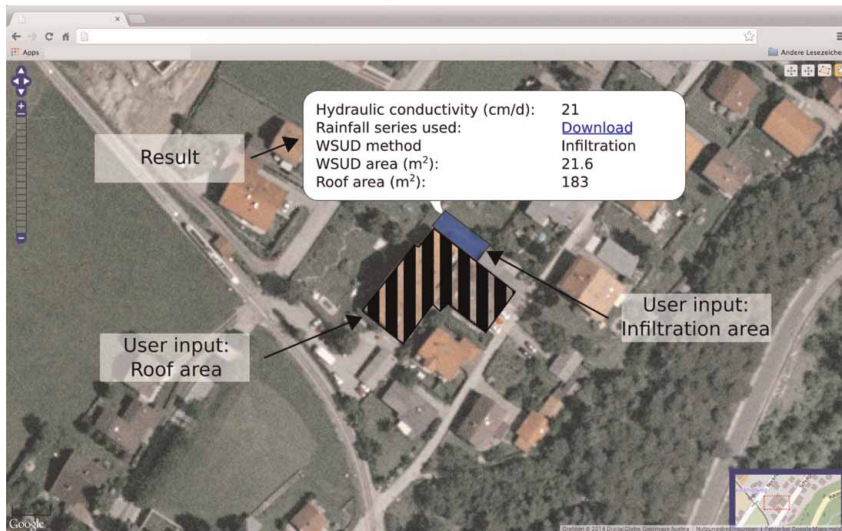 Apps
Andere Lesezeiche
Hydraulic conductivity (cm/d): 21
Rainfall series used: Download
WSUD method Infiltration
WSUD area (m²): 21.6
Roof area (m²): 183
Result
User input:
Infiltration area
User input:
Roof area
Google